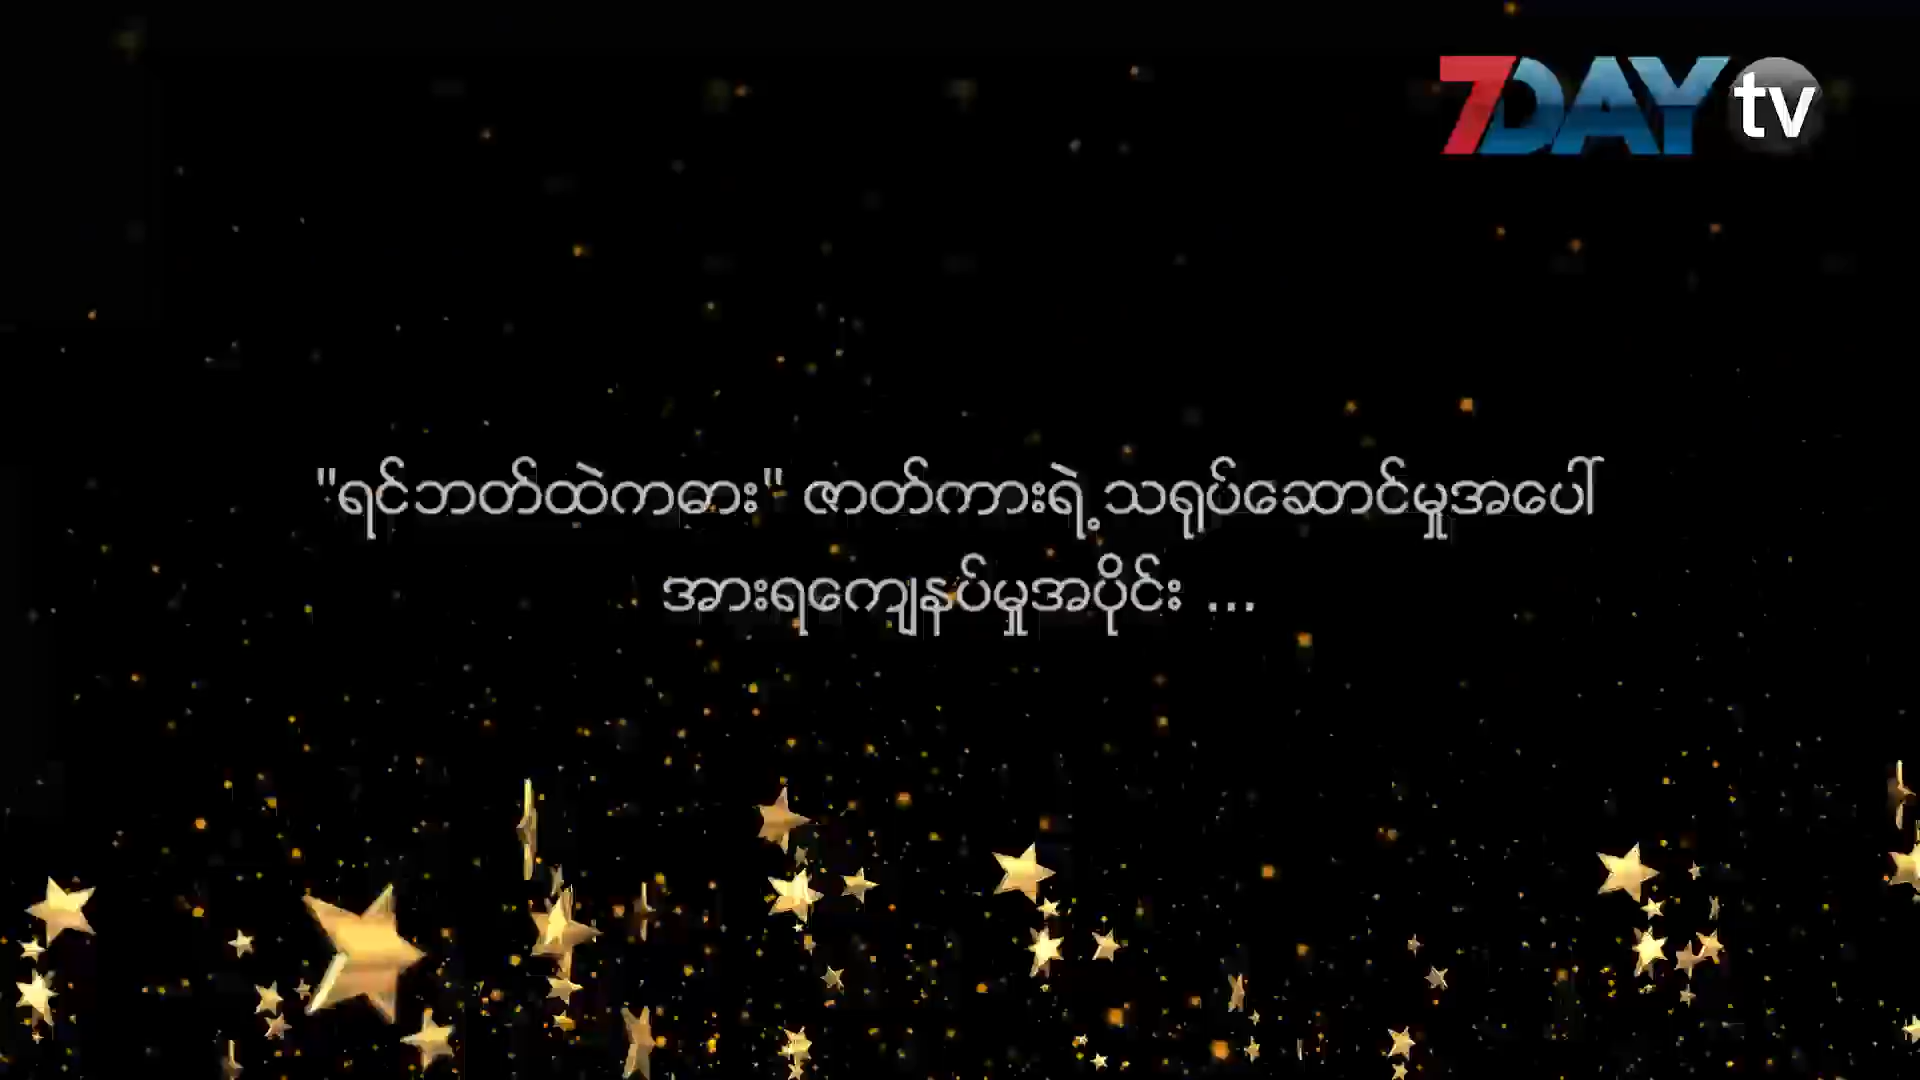 7DAY tv
"ရင်ဘတ်ထဲကဓား" ဇာတ်ကားရဲ့သရုပ်ဆောင်မှုအပေါ်
အားရကျေနပ်မှုအပိုင်း ...